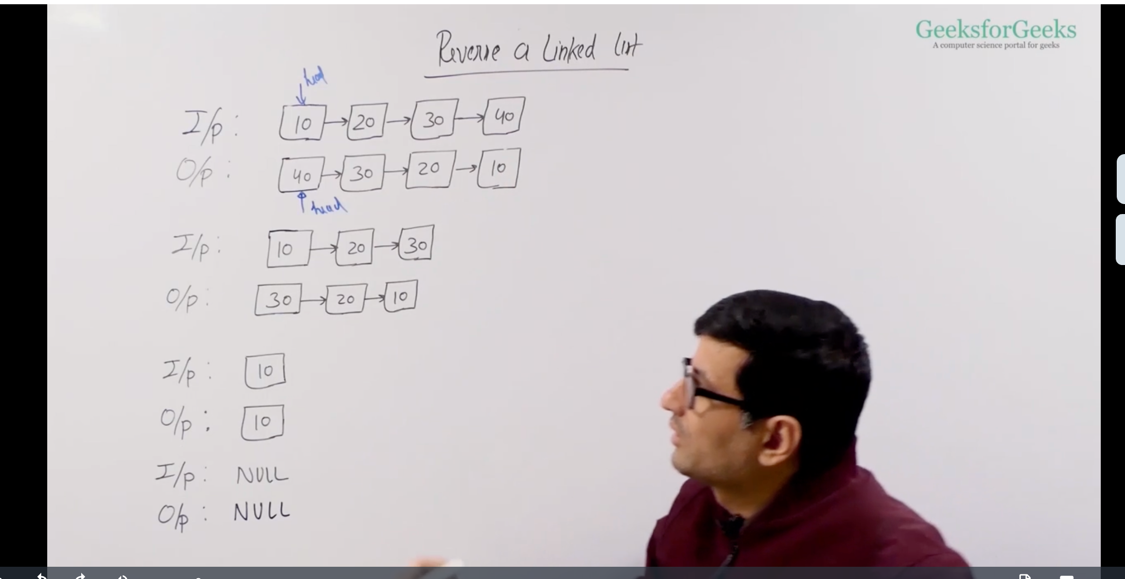 GeeksforGeeks
A computer science portal for geeks
Reverse a Linked list
head
I/p : 10 → 20 → 30 → 40
O/p : 40 → 30 → 20 → 10
head
I/p : 10 → 20 → 30
O/p : 30 → 20 → 10
I/p : 10
O/p : 10
I/p : NULL
O/p : NULL